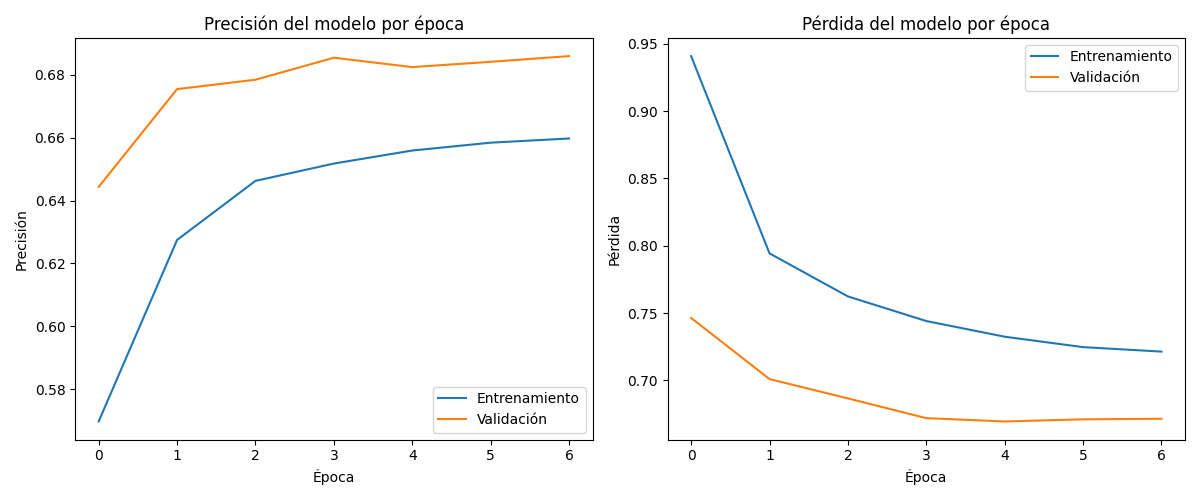 Precisión del modelo por época
Precisión
0.68
0.66
0.64
0.62
0.60
0.58
Entrenamiento
Validación
0 1 2 3 4 5 6
Época
Pérdida del modelo por época
Pérdida
0.95
0.90
0.85
0.80
0.75
0.70
Entrenamiento
Validación
0 1 2 3 4 5 6
Época